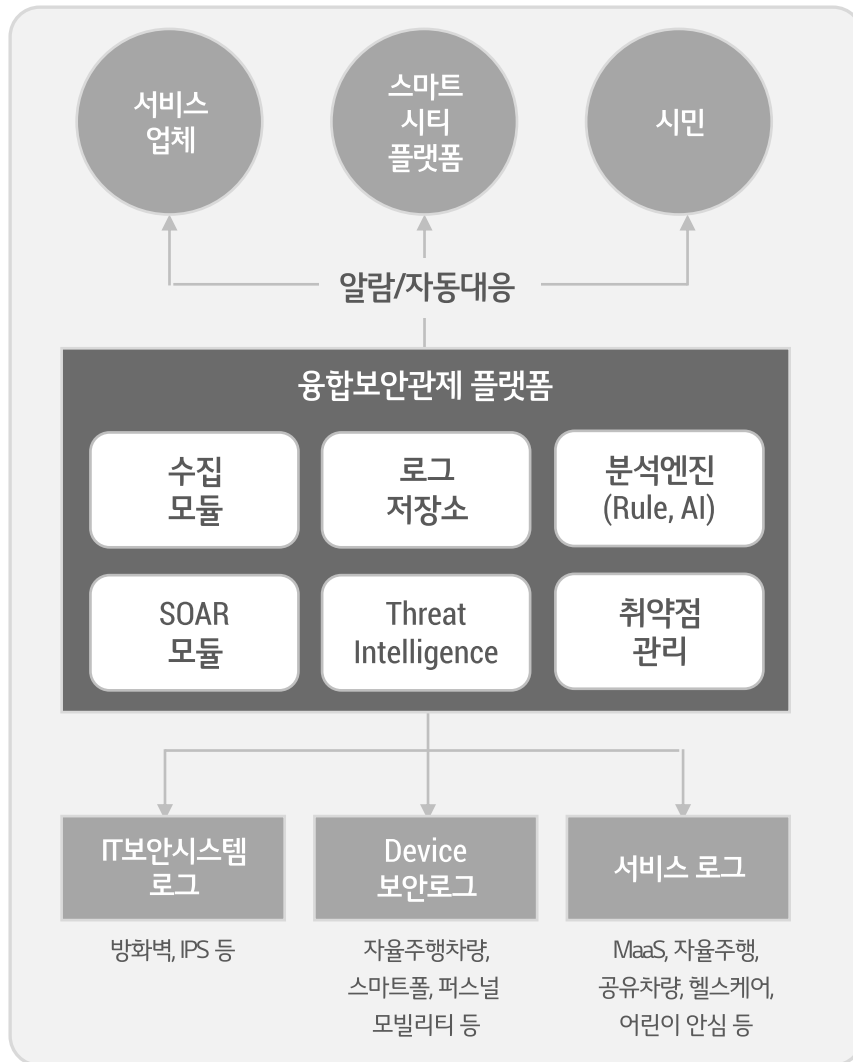 서비스
업체
스마트
시티
플랫폼
시민
알람/자동대응
융합보안관제 플랫폼
수집
모듈
로그
저장소
분석엔진
(Rule, AI)
SOAR
모듈
Threat
Intelligence
취약점
관리
IT보안시스템
로그
Device
보안로그
서비스 로그
방화벽, IPS 등
자율주행차량,
스마트폴, 퍼스널
모빌리티 등
MaaS, 자율주행,
공유차량, 헬스케어,
어린이 안심 등